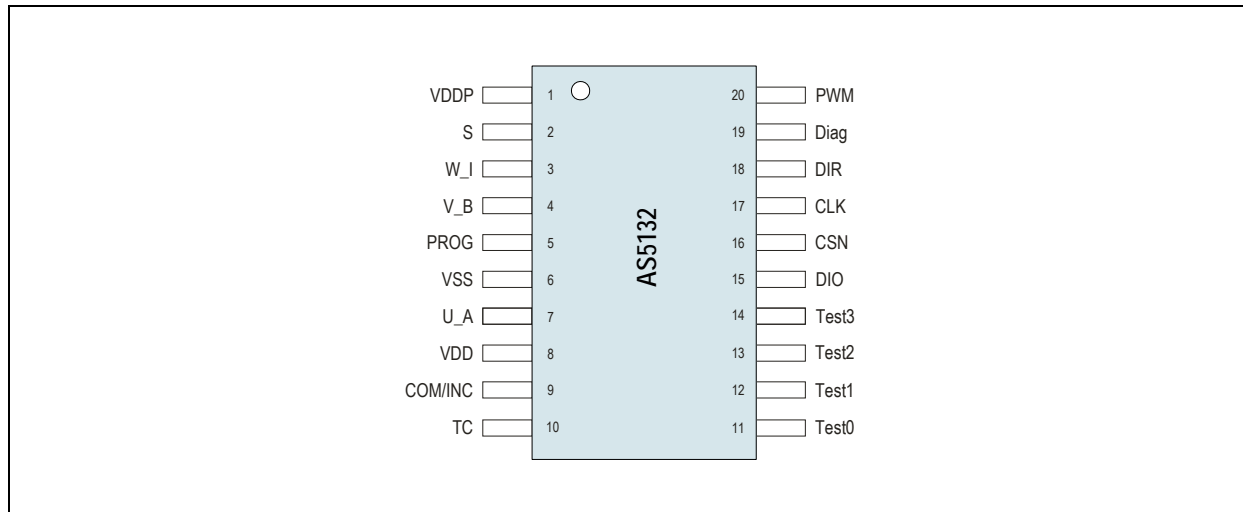 VDDP 1 20 PWM
S 2 19 Diag
W_I 3 18 DIR
V_B 4 17 CLK
PROG 5 16 CSN
VSS 6 15 DIO
U_A 7 14 Test3
VDD 8 13 Test2
COM/INC 9 12 Test1
TC 10 11 Test0
AS5132